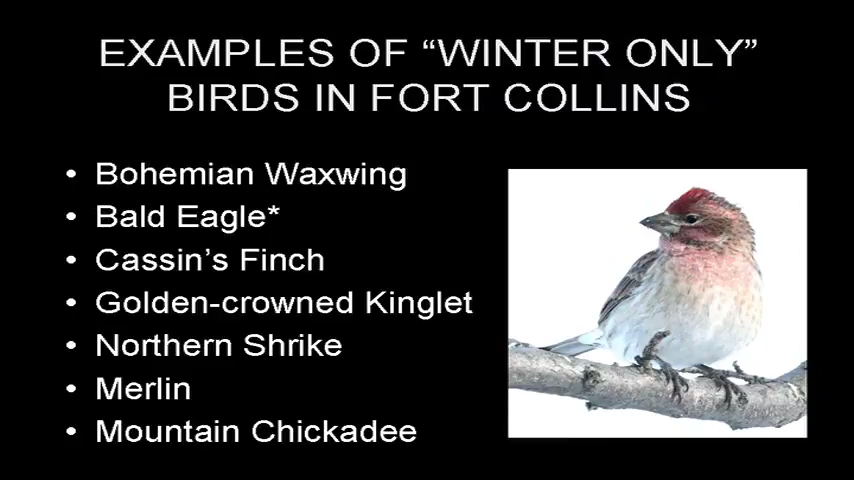 EXAMPLES OF “WINTER ONLY”
BIRDS IN FORT COLLINS
• Bohemian Waxwing
• Bald Eagle*
• Cassin’s Finch
• Golden-crowned Kinglet
• Northern Shrike
• Merlin
• Mountain Chickadee